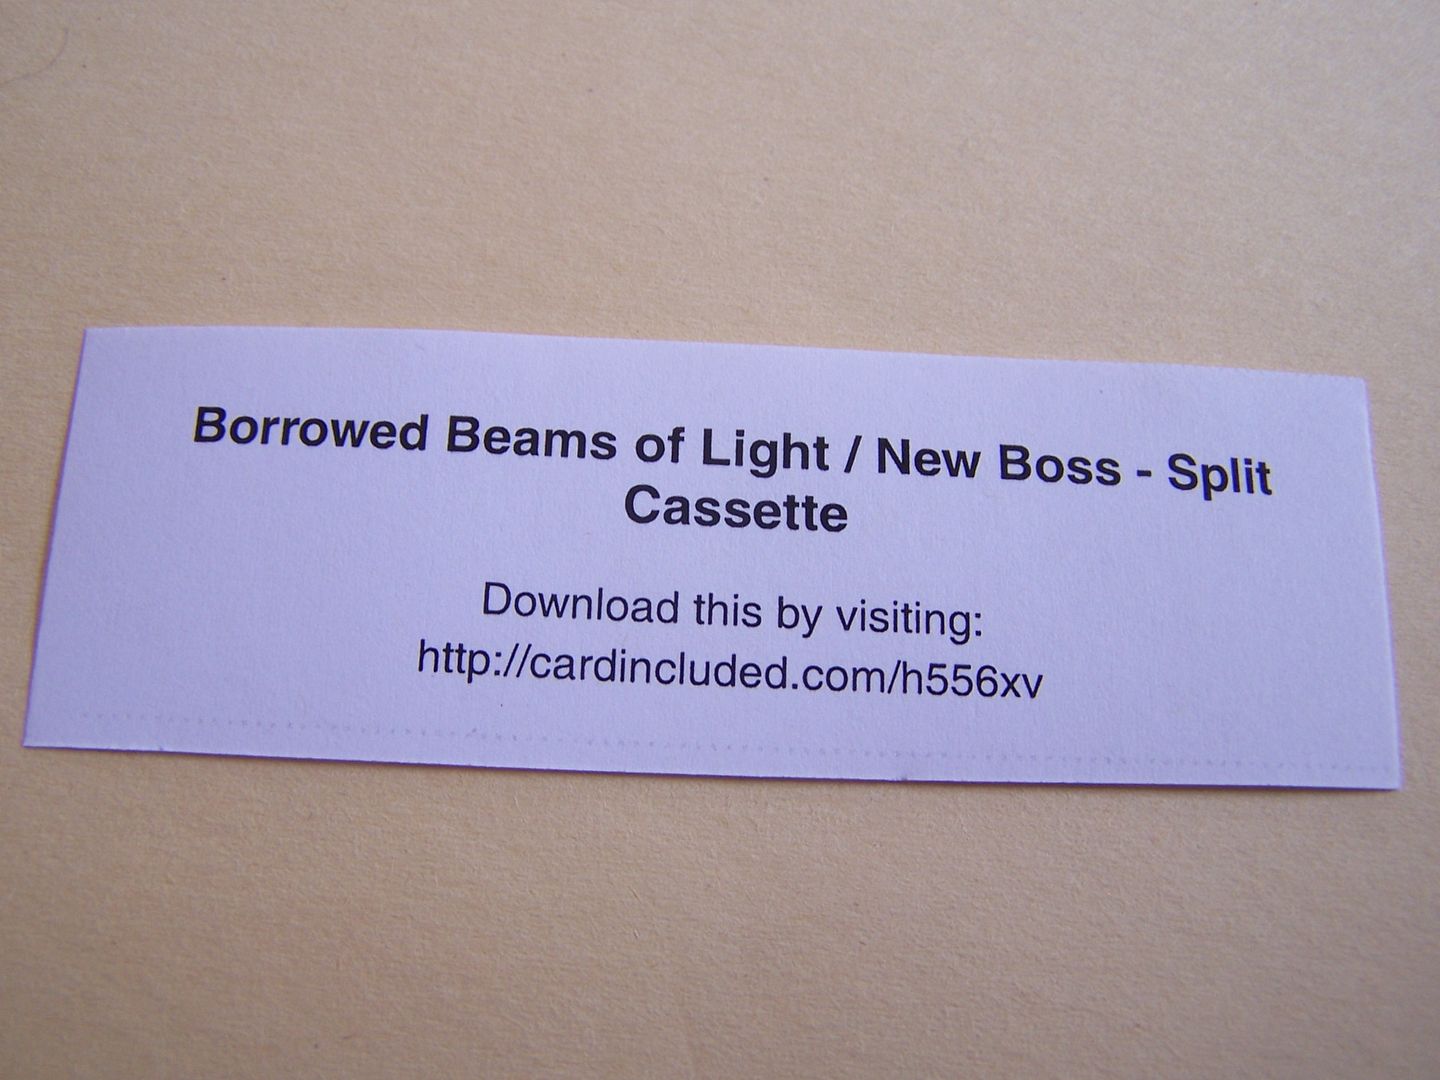 Borrowed Beams of Light / New Boss - Split
Cassette
Download this by visiting:
http://cardincluded.com/h556xv